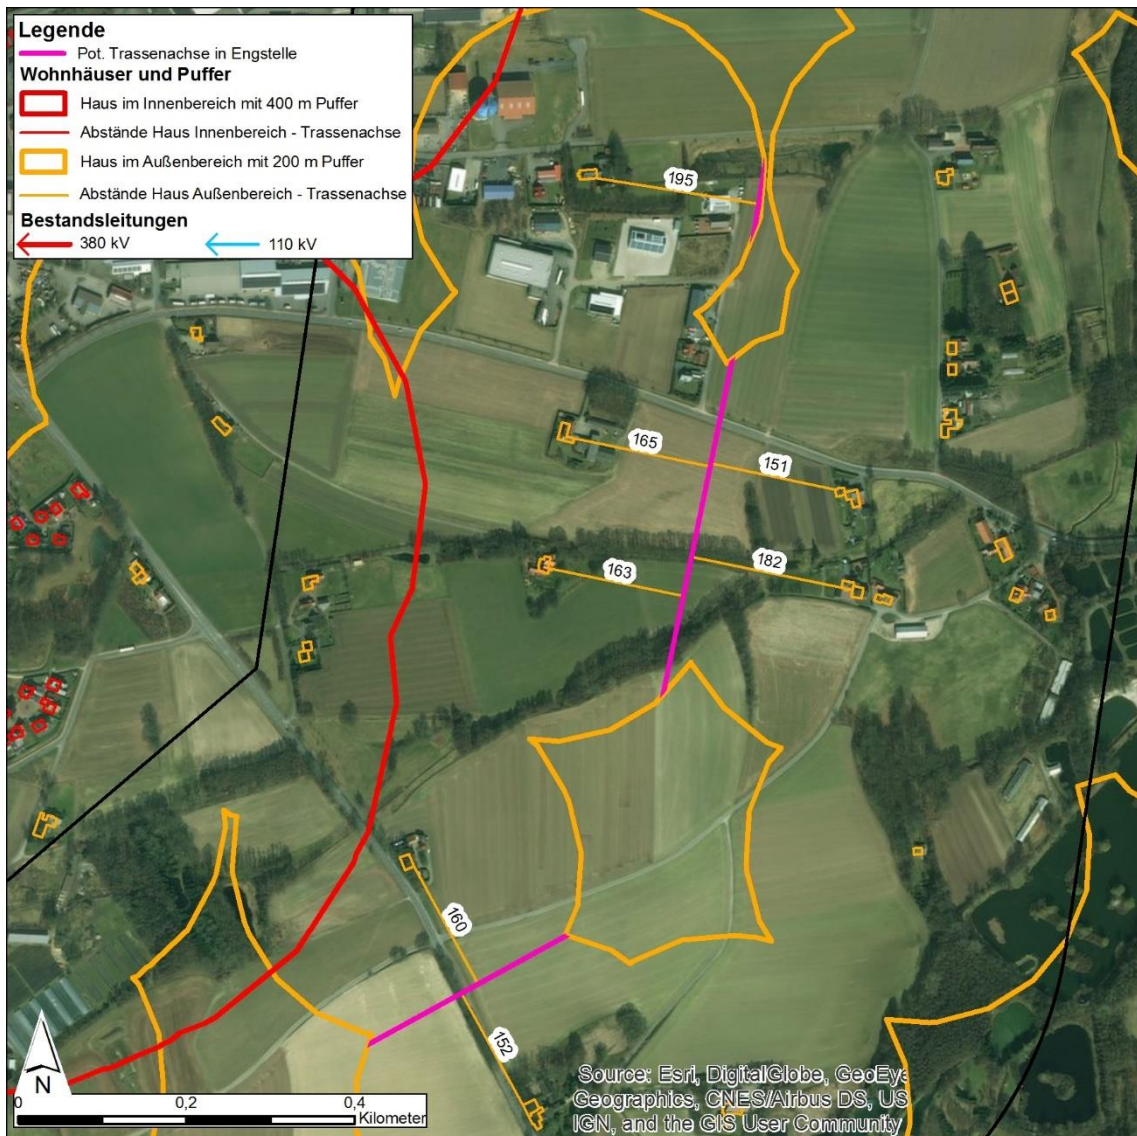 Legende
Pot. Trassenachse in Engstelle
Wohnhäuser und Puffer
Haus im Innenbereich mit 400 m Puffer
Abstände Haus Innenbereich - Trassenachse
Haus im Außenbereich mit 200 m Puffer
Abstände Haus Außenbereich - Trassenachse
Bestandsleitungen
380 kV 110 kV
195
165
151
182
163
160
152
N
0 0,2 0,4
Kilometer
Source: Esri, DigitalGlobe, GeoEye
Geographics, CNES/Airbus DS, US
IGN, and the GIS User Community